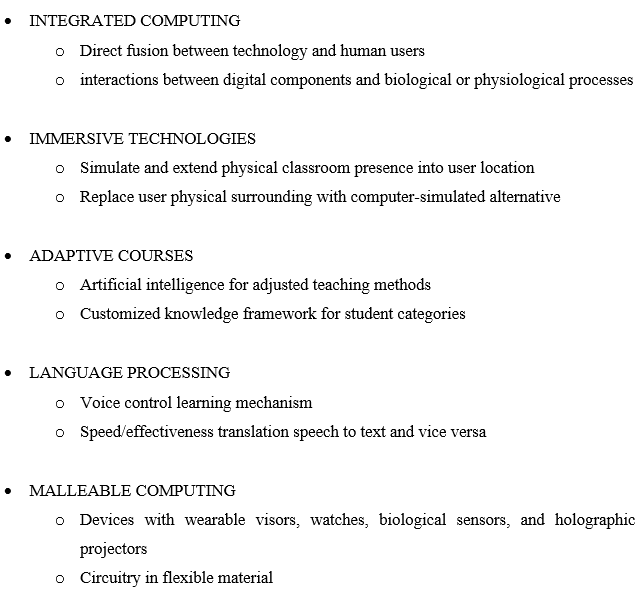 • INTEGRATED COMPUTING
o Direct fusion between technology and human users
o interactions between digital components and biological or physiological processes
• IMMERSIVE TECHNOLOGIES
o Simulate and extend physical classroom presence into user location
o Replace user physical surrounding with computer-simulated alternative
• ADAPTIVE COURSES
o Artificial intelligence for adjusted teaching methods
o Customized knowledge framework for student categories
• LANGUAGE PROCESSING
o Voice control learning mechanism
o Speed/effectiveness translation speech to text and vice versa
• MALLEABLE COMPUTING
o Devices with wearable visors, watches, biological sensors, and holographic
projectors
o Circuitry in flexible material